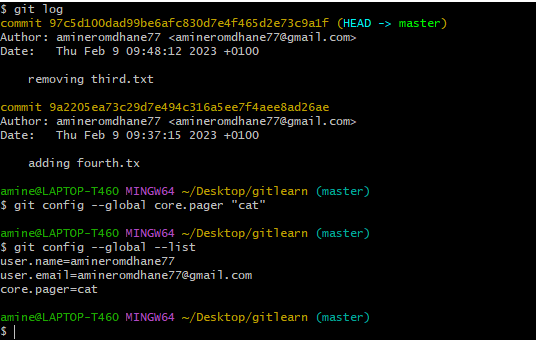 $ git log
commit 97c5d100dad99be6afc830d7e4f465d2e73c9a1f (HEAD -> master)
Author: amineromdhane77 <amineromdhane77@gmail.com>
Date:   Thu Feb 9 09:48:12 2023 +0100
removing third.txt
commit 9a2205ea73c29d7e494c316a5ee7f4aee8ad26ae
Author: amineromdhane77 <amineromdhane77@gmail.com>
Date:   Thu Feb 9 09:37:15 2023 +0100
adding fourth.tx
amine@LAPTOP-T460 MINGW64 ~/Desktop/gitlearn (master)
$ git config --global core.pager "cat"
amine@LAPTOP-T460 MINGW64 ~/Desktop/gitlearn (master)
$ git config --global --list
user.name=amineromdhane77
user.email=amineromdhane77@gmail.com
core.pager=cat
amine@LAPTOP-T460 MINGW64 ~/Desktop/gitlearn (master)
$